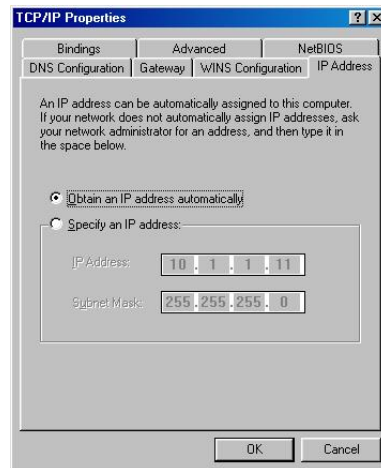 TCP/IP Properties
Bindings Advanced NetBIOS
DNS Configuration Gateway WINS Configuration IP Address
An IP address can be automatically assigned to this computer.
If your network does not automatically assign IP addresses, ask
your network administrator for an address, and then type it in
the space below.
Obtain an IP address automatically
Specify an IP address:
IP Address: 10 . 1 . 1 . 11
Subnet Mask: 255 . 255 . 255 . 0
OK Cancel